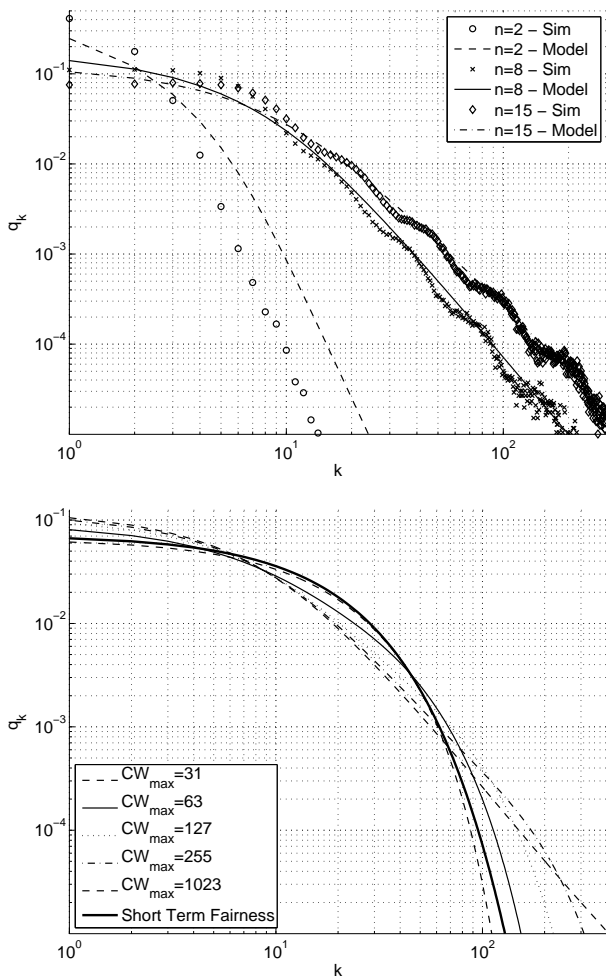 n=2 – Sim
n=2 – Model
n=8 – Sim
n=8 – Model
n=15 – Sim
n=15 – Model
10^-1
10^-2
10^-3
10^-4
q_k
10^0
10^1
10^2
k
10^-1
10^-2
10^-3
10^-4
q_k
CW_max=31
CW_max=63
CW_max=127
CW_max=255
CW_max=1023
Short Term Fairness
10^0
10^1
10^2
k